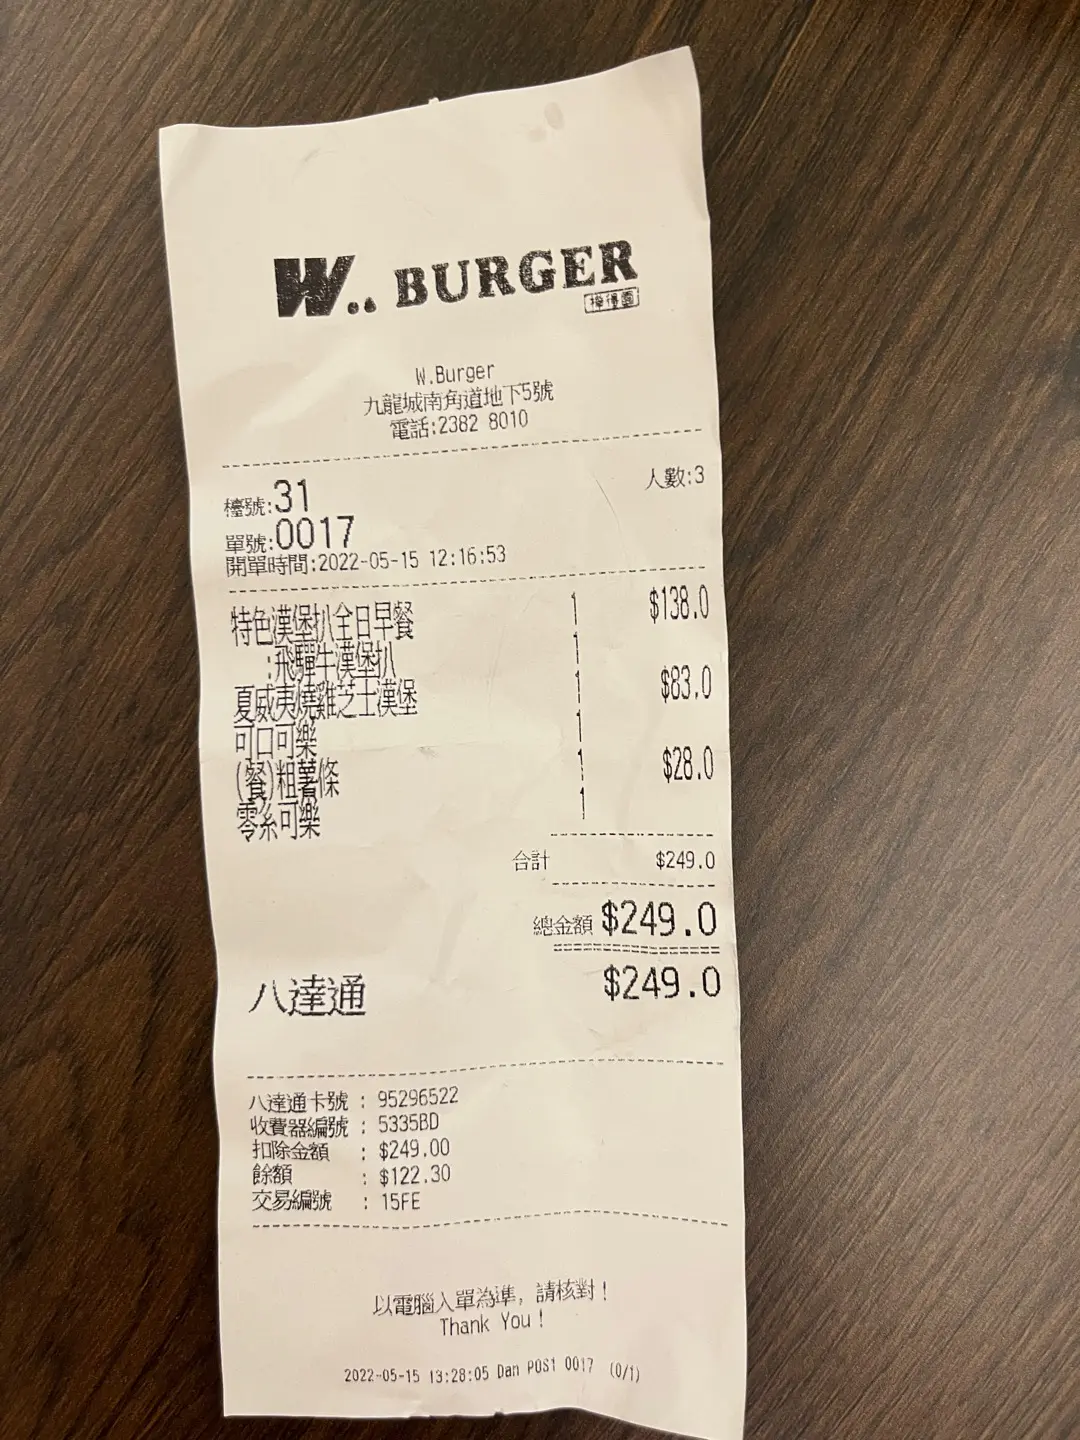 W.. BURGER
W.Burger
九龍城南角道地下5號
電話:2382 8010
人數:3
檯號:31
單號:0017
開單時間:2022-05-15 12:16:53
特色漢堡扒全日早餐 1 $138.0
:飛驒牛漢堡扒 1
夏威夷燒雞芝士漢堡 1 $83.0
可口可樂 1
(餐)粗薯條 1 $28.0
零系可樂 1
合計 $249.0
總金額 $249.0
八達通 $249.0
八達通卡號 : 95296522
收費器編號 : 5335BD
扣除金額 : $249.00
餘額 : $122.30
交易編號 : 15FE
以電腦入單為準, 請核對!
Thank You!
2022-05-15 13:28:05 Dan POS1 0017 (0/1)